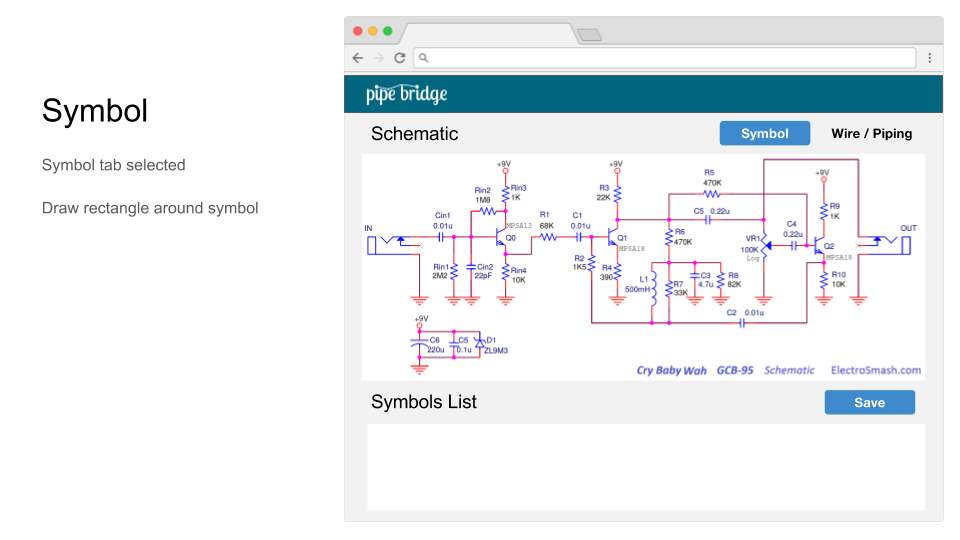 Symbol
Symbol tab selected
Draw rectangle around symbol
pipe bridge
Schematic
Symbol
Wire / Piping
+9V
Rin2
1M8
Rin3
1K
Cin1
0.01u
MPSA13
Q0
IN
Rin1
2M2
Cin2
22pF
Rin4
10K
R1
68K
C1
0.01u
+9V
R3
22K
Q1
MPSA18
R2
1K5
R4
390
R5
470K
C5 0.22u
R6
470K
L1
500mH
R7
33K
C3
4.7u
R8
82K
C2 0.01u
VR1
100K
Log
C4
0.22u
+9V
R9
1K
Q2
MPSA18
R10
10K
OUT
+9V
C6
220u
C5
0.1u
D1
ZL9M3
Cry Baby Wah GCB-95 Schematic ElectroSmash.com
Symbols List
Save